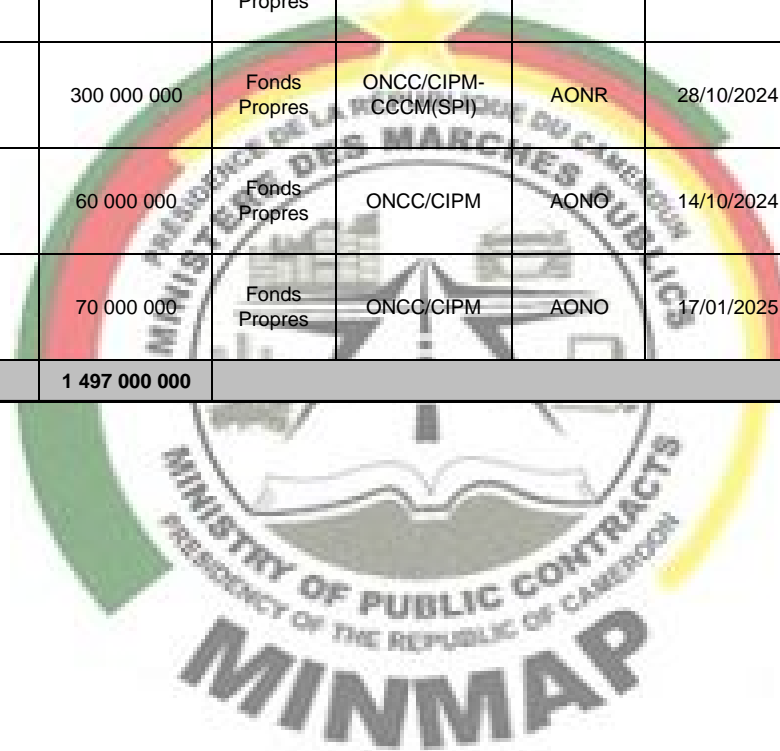 Propres
300 000 000
Fonds
Propres
ONCC/CIPM-
CCCM(SPI)
AONR
28/10/2024
60 000 000
Fonds
Propres
ONCC/CIPM
AONO
14/10/2024
70 000 000
Fonds
Propres
ONCC/CIPM
AONO
17/01/2025
1 497 000 000
PRESIDENCE DE LA REPUBLIQUE DU CAMEROUN
MINISTERE DES MARCHES PUBLICS
MINISTRY OF PUBLIC CONTRACTS
PRESIDENCY OF THE REPUBLIC OF CAMEROON
MINMAP